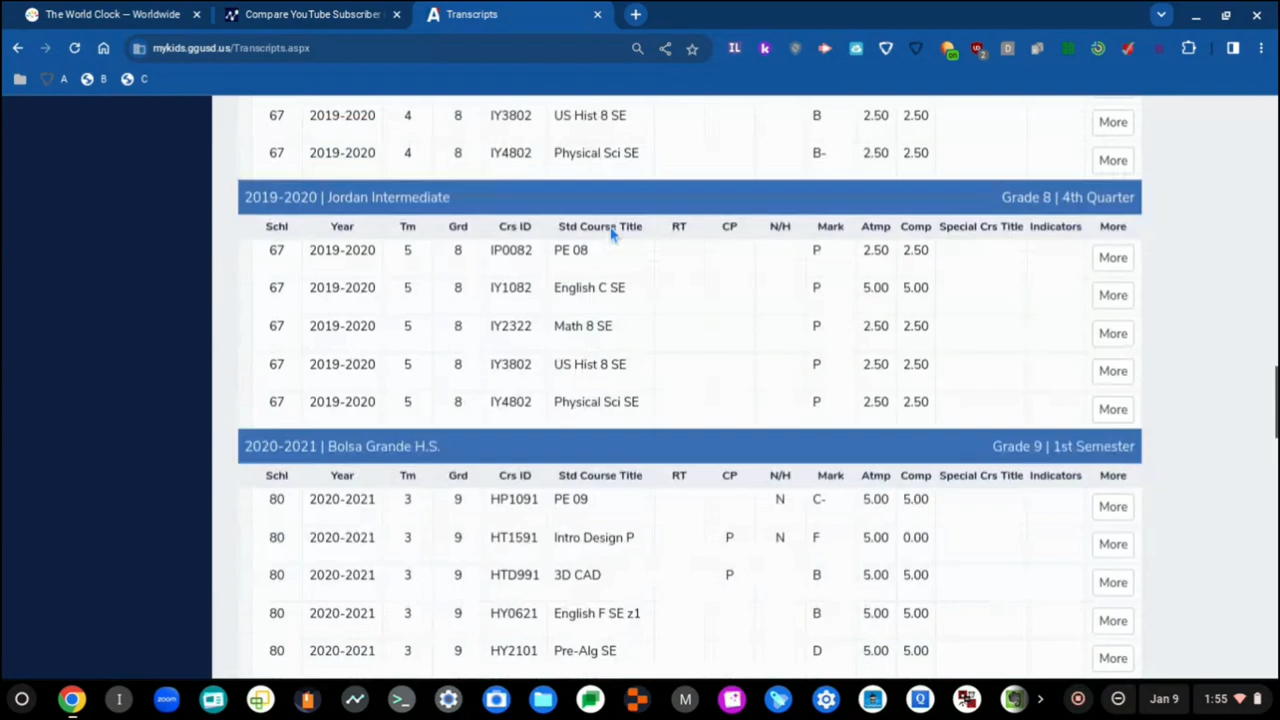 The World Clock — Worldwide
Compare YouTube Subscriber
Transcripts
mykids.ggusd.us/Transcripts.aspx
A B C
67 2019-2020 4 8 IY3802 US Hist 8 SE B 2.50 2.50 More
67 2019-2020 4 8 IY4802 Physical Sci SE B- 2.50 2.50 More
2019-2020 | Jordan Intermediate Grade 8 | 4th Quarter
Schl Year Tm Grd Crs ID Std Course Title RT CP N/H Mark Atmp Comp Special Crs Title Indicators More
67 2019-2020 5 8 IP0082 PE 08 P 2.50 2.50 More
67 2019-2020 5 8 IY1082 English C SE P 5.00 5.00 More
67 2019-2020 5 8 IY2322 Math 8 SE P 2.50 2.50 More
67 2019-2020 5 8 IY3802 US Hist 8 SE P 2.50 2.50 More
67 2019-2020 5 8 IY4802 Physical Sci SE P 2.50 2.50 More
2020-2021 | Bolsa Grande H.S. Grade 9 | 1st Semester
Schl Year Tm Grd Crs ID Std Course Title RT CP N/H Mark Atmp Comp Special Crs Title Indicators More
80 2020-2021 3 9 HP1091 PE 09 N C- 5.00 5.00 More
80 2020-2021 3 9 HT1591 Intro Design P P N F 5.00 0.00 More
80 2020-2021 3 9 HTD991 3D CAD P B 5.00 5.00 More
80 2020-2021 3 9 HY0621 English F SE z1 B 5.00 5.00 More
80 2020-2021 3 9 HY2101 Pre-Alg SE D 5.00 5.00 More
zoom M Q Jan 9 1:55